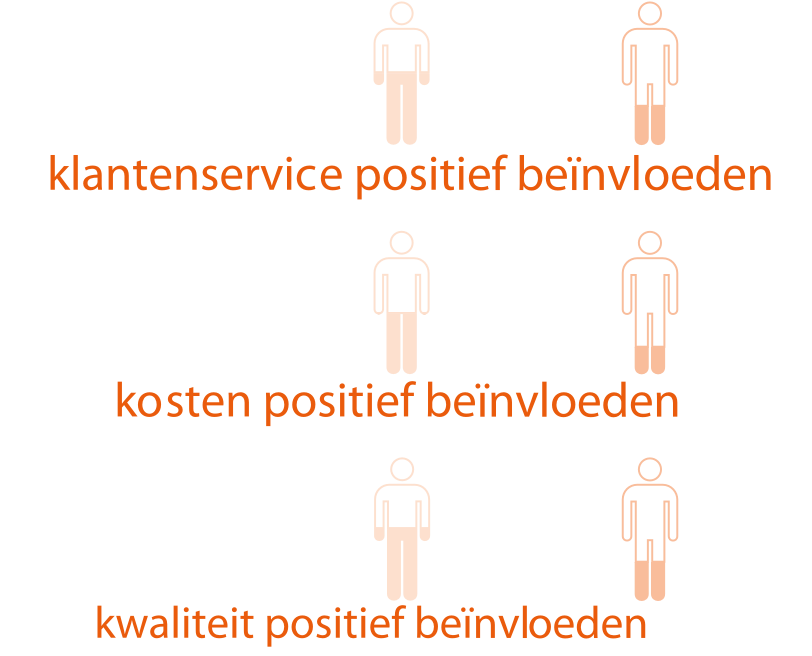 klantenservice positief beïnvloeden
kosten positief beïnvloeden
kwaliteit positief beïnvloeden